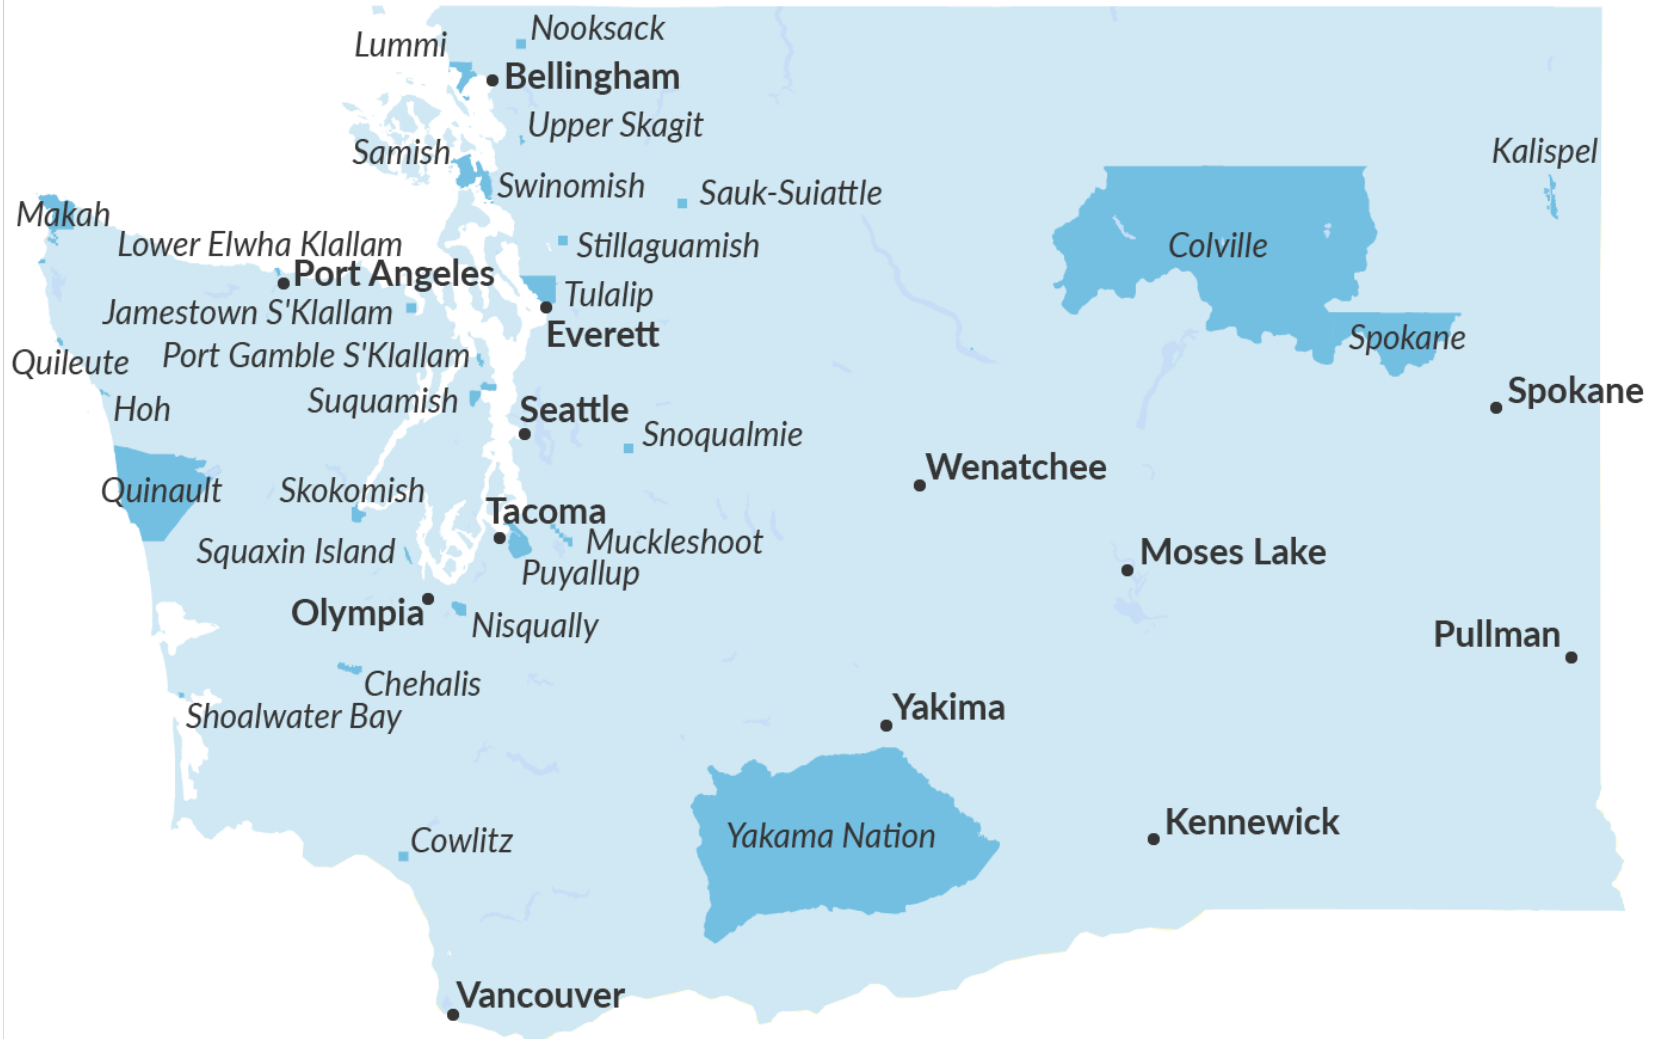 Nooksack
Lummi
Bellingham
Upper Skagit
Samish
Kalispel
Swinomish
Sauk-Suiattle
Makah
Lower Elwha Klallam
Stillaguamish
Colville
Port Angeles
Tulalip
Jamestown S'Klallam
Everett
Spokane
Quileute
Port Gamble S'Klallam
Spokane
Suquamish
Hoh
Seattle
Snoqualmie
Wenatchee
Quinault
Skokomish
Tacoma
Muckleshoot
Squaxin Island
Moses Lake
Puyallup
Olympia
Nisqually
Pullman
Chehalis
Yakima
Shoalwater Bay
Kennewick
Yakama Nation
Cowlitz
Vancouver